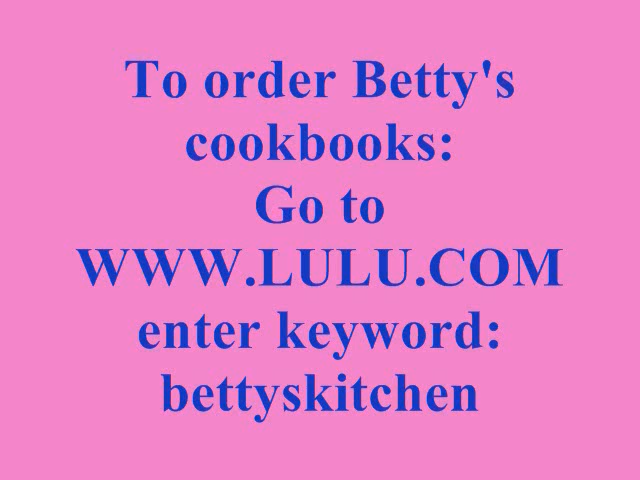 To order Betty's
cookbooks:
Go to
WWW.LULU.COM
enter keyword:
bettyskitchen